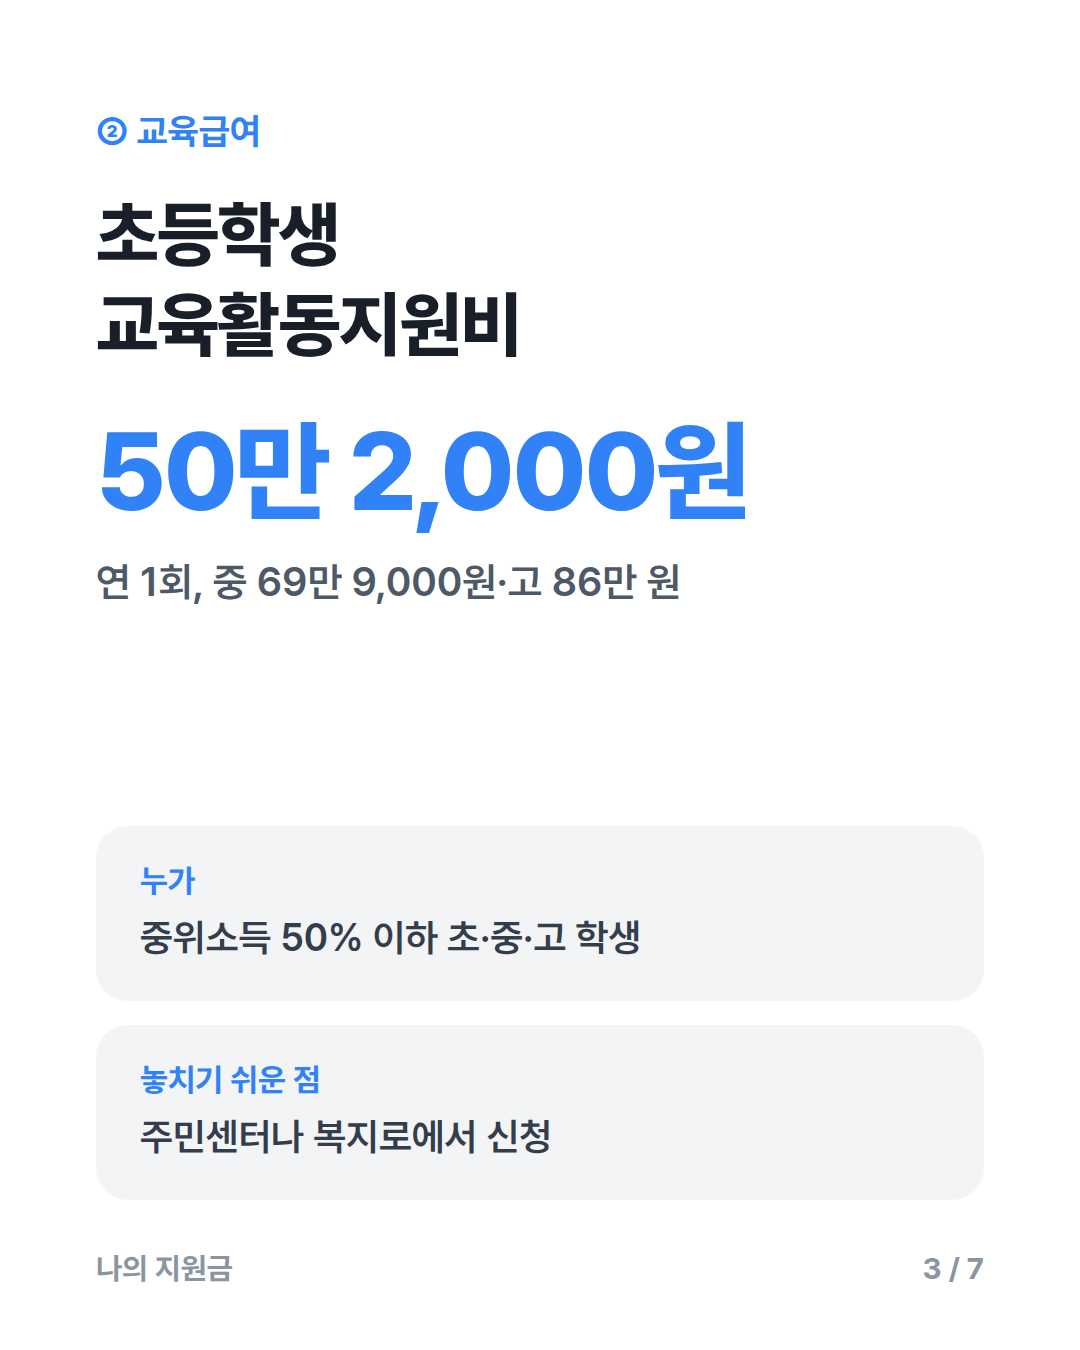 ② 교육급여
초등학생
교육활동지원비
50만 2,000원
연 1회, 중 69만 9,000원·고 86만 원
누가
중위소득 50% 이하 초·중·고 학생
놓치기 쉬운 점
주민센터나 복지로에서 신청
나의 지원금
3 / 7